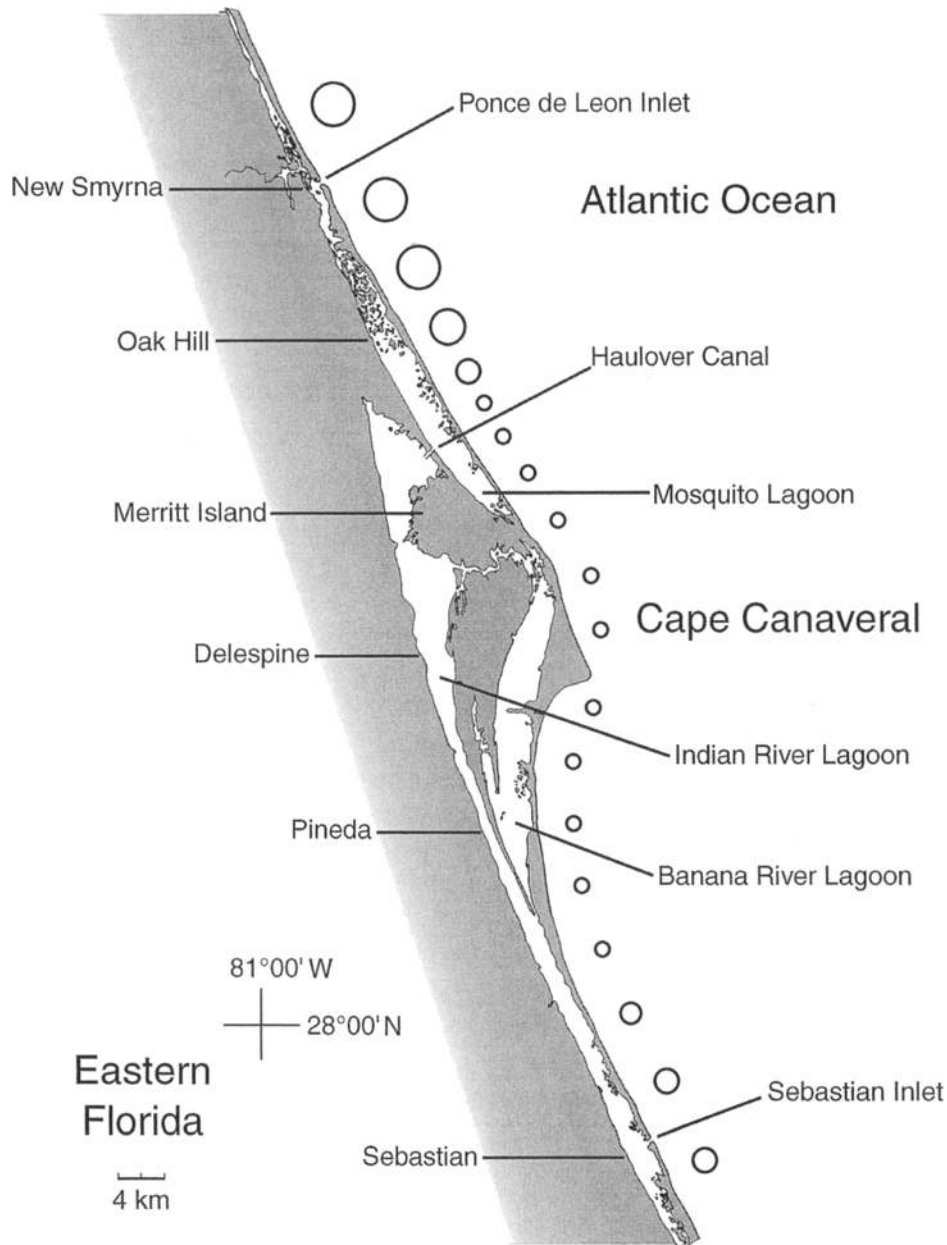 Ponce de Leon Inlet
New Smyrna
Atlantic Ocean
Oak Hill
Haulover Canal
Merritt Island
Mosquito Lagoon
Cape Canaveral
Delespine
Indian River Lagoon
Pineda
Banana River Lagoon
81°00' W
28°00' N
Eastern
Florida
Sebastian Inlet
Sebastian
4 km